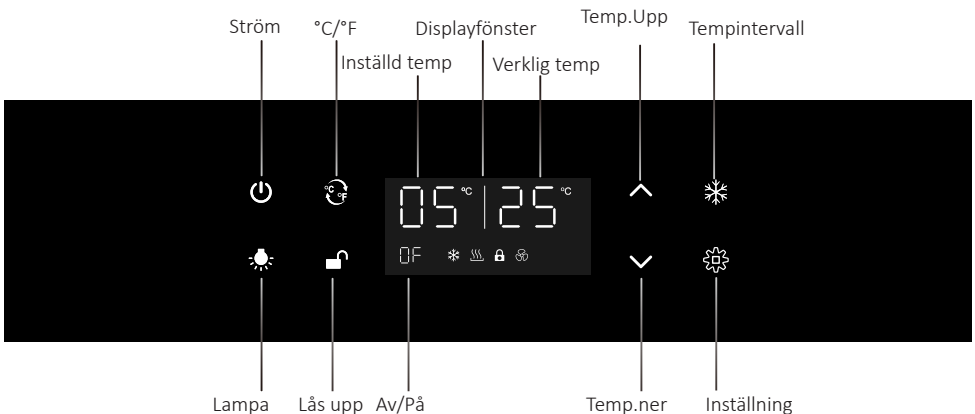 Ström °C/°F Displayfönster Temp.Upp Tempintervall
Inställd temp Verklig temp
°C °F
05 °C 25 °C
0F
Lampa Lås upp Av/På Temp.ner Inställning